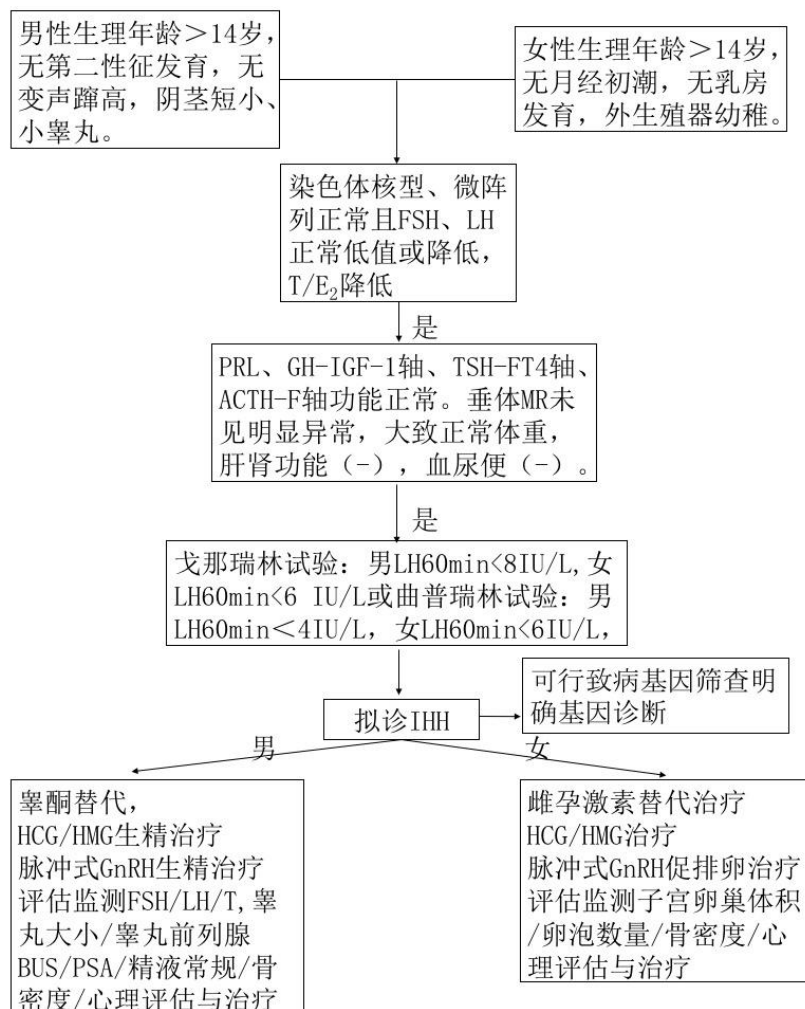 男性生理年龄＞14岁，
无第二性征发育，无
变声蹿高，阴茎短小、
小睾丸。
女性生理年龄＞14岁，
无月经初潮，无乳房
发育，外生殖器幼稚。
染色体核型、微阵
列正常且FSH、LH
正常低值或降低，
T/E₂降低
是
PRL、GH-IGF-1轴、TSH-FT4轴、
ACTH-F轴功能正常。垂体MR未
见明显异常，大致正常体重，
肝肾功能（-），血尿便（-）。
是
戈那瑞林试验：男LH60min<8IU/L,女
LH60min<6 IU/L或曲普瑞林试验：男
LH60min＜4IU/L，女LH60min<6IU/L，
拟诊IHH
可行致病基因筛查明
确基因诊断
男
女
睾酮替代，
HCG/HMG生精治疗
脉冲式GnRH生精治疗
评估监测FSH/LH/T,睾
丸大小/睾丸前列腺
BUS/PSA/精液常规/骨
密度/心理评估与治疗
雌孕激素替代治疗
HCG/HMG治疗
脉冲式GnRH促排卵治疗
评估监测子宫卵巢体积
/卵泡数量/骨密度/心
理评估与治疗